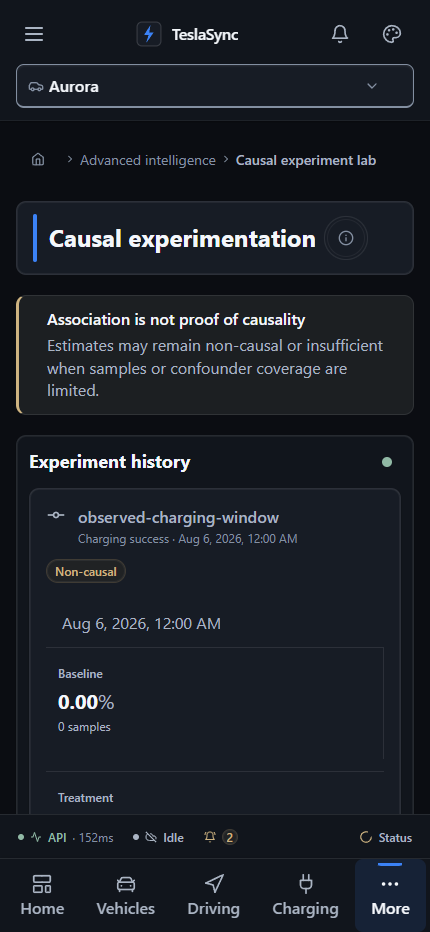 TeslaSync
Aurora
Advanced intelligence
Causal experiment lab
Causal experimentation
Association is not proof of causality
Estimates may remain non-causal or insufficient
when samples or confounder coverage are
limited.
Experiment history
observed-charging-window
Charging success · Aug 6, 2026, 12:00 AM
Non-causal
Aug 6, 2026, 12:00 AM
Baseline
0.00%
0 samples
Treatment
API · 152ms
Idle
2
Status
Home
Vehicles
Driving
Charging
More